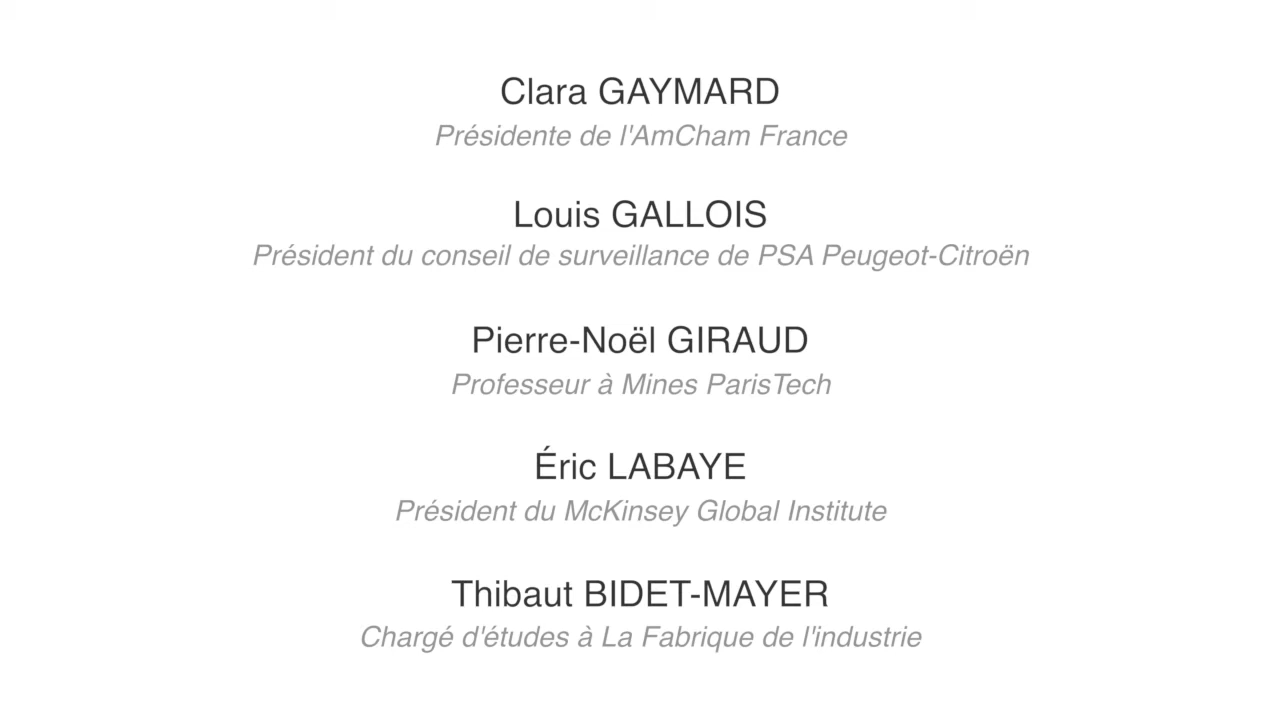 Clara GAYMARD
Présidente de l'AmCham France
Louis GALLOIS
Président du conseil de surveillance de PSA Peugeot-Citroën
Pierre-Noël GIRAUD
Professeur à Mines ParisTech
Éric LABAYE
Président du McKinsey Global Institute
Thibaut BIDET-MAYER
Chargé d'études à La Fabrique de l'industrie